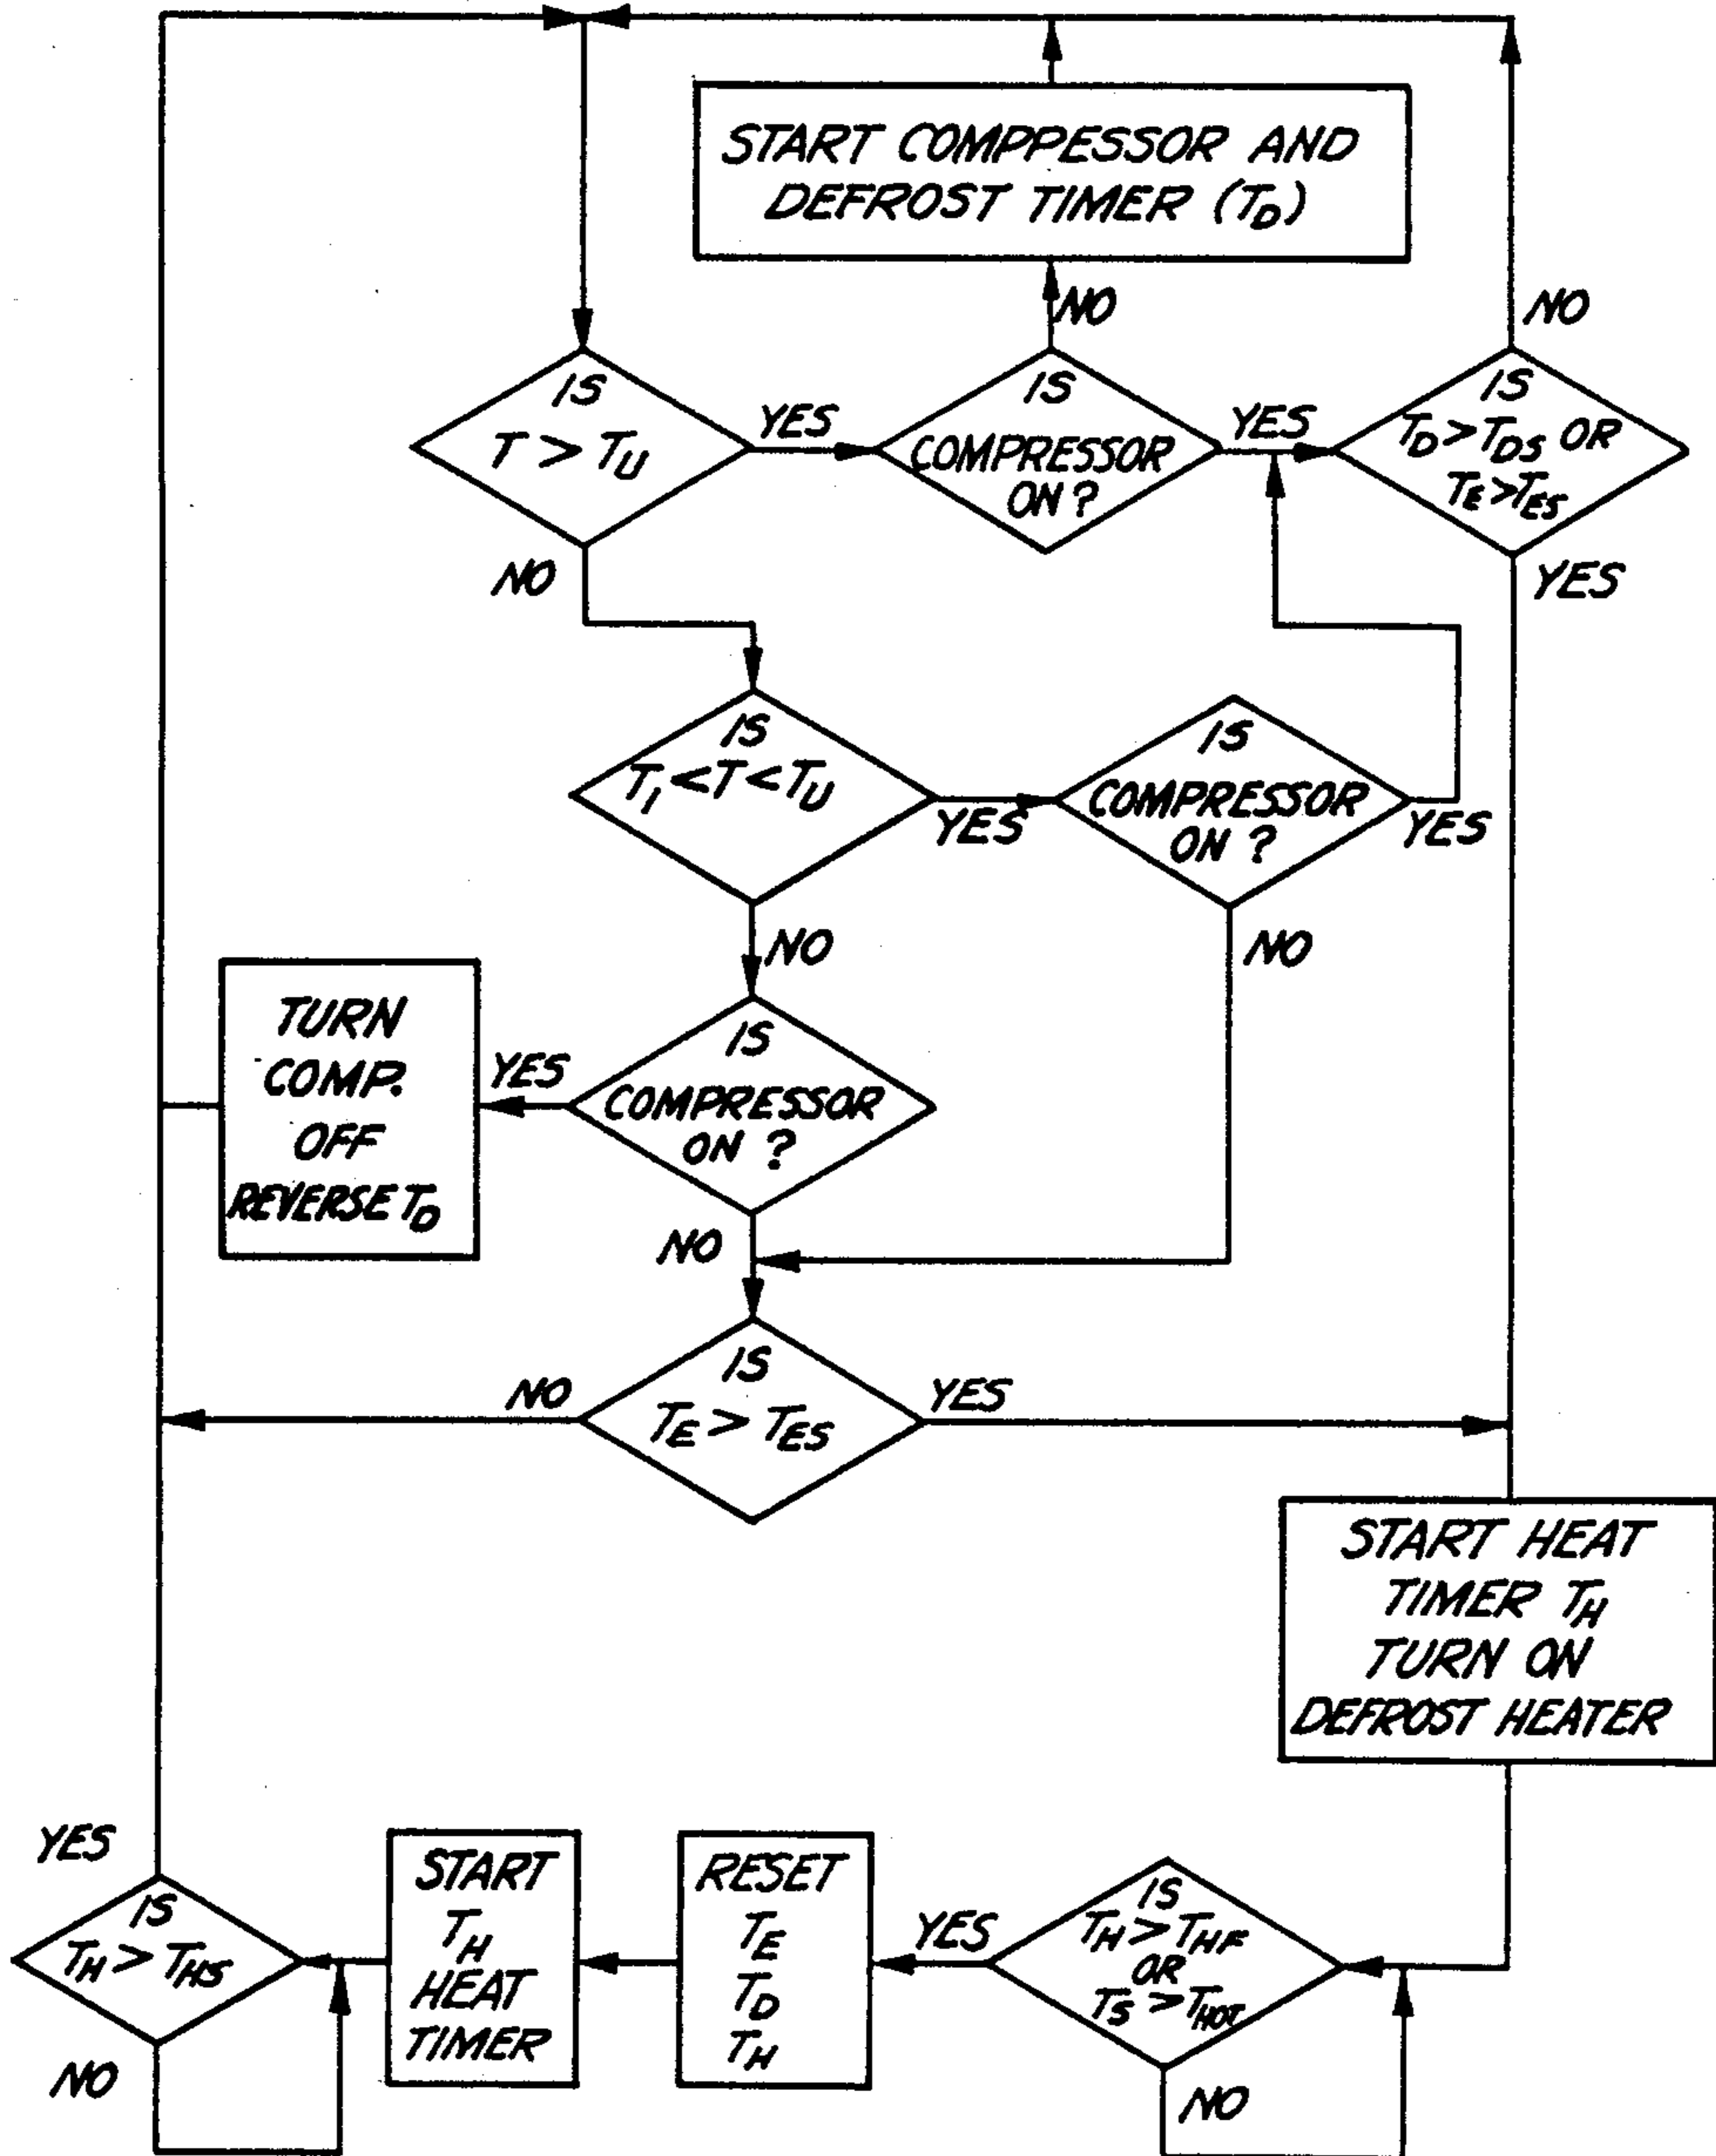 START COMPPESSOR AND
DEFROST TIMER (TD)
NO
NO
IS
T > TU
YES
IS
COMPRESSOR
ON ?
YES
IS
TD > TDS OR
TE > TES
NO
YES
IS
T1 < T < TU
YES
IS
COMPRESSOR
ON ?
YES
NO
NO
TURN
COMP.
OFF
REVERSE TD
YES
IS
COMPRESSOR
ON ?
NO
IS
TE > TES
NO
YES
START HEAT
TIMER TH
TURN ON
DEFROST HEATER
YES
IS
TH > THS
NO
START
TH
HEAT
TIMER
RESET
TE
TD
TH
YES
IS
TH > THF
OR
TS > THOT
NO